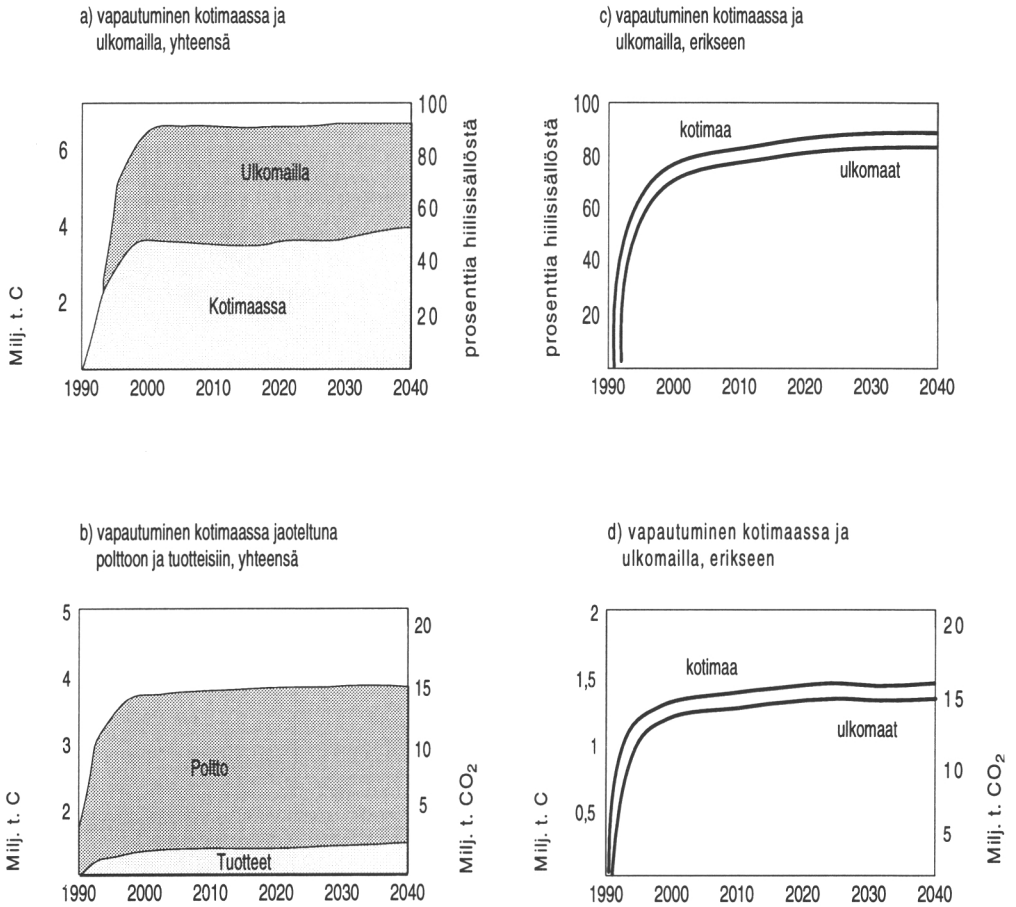 a) vapautuminen kotimaassa ja
ulkomailla, yhteensä
Milj. t. C
6
4
2
100
80
60
40
20
prosenttia hiilisisällöstä
Ulkomailla
Kotimaassa
1990 2000 2010 2020 2030 2040
c) vapautuminen kotimaassa ja
ulkomailla, erikseen
prosenttia hiilisisällöstä
100
80
60
40
20
kotimaa
ulkomaat
1990 2000 2010 2020 2030 2040
b) vapautuminen kotimaassa jaoteltuna
polttoon ja tuotteisiin, yhteensä
Milj. t. C
5
4
3
2
20
15
10
5
Milj. t. CO₂
Poltto
Tuotteet
1990 2000 2010 2020 2030 2040
d) vapautuminen kotimaassa ja
ulkomailla, erikseen
Milj. t. C
2
1,5
1
0,5
20
15
10
5
Milj. t. CO₂
kotimaa
ulkomaat
1990 2000 2010 2020 2030 2040